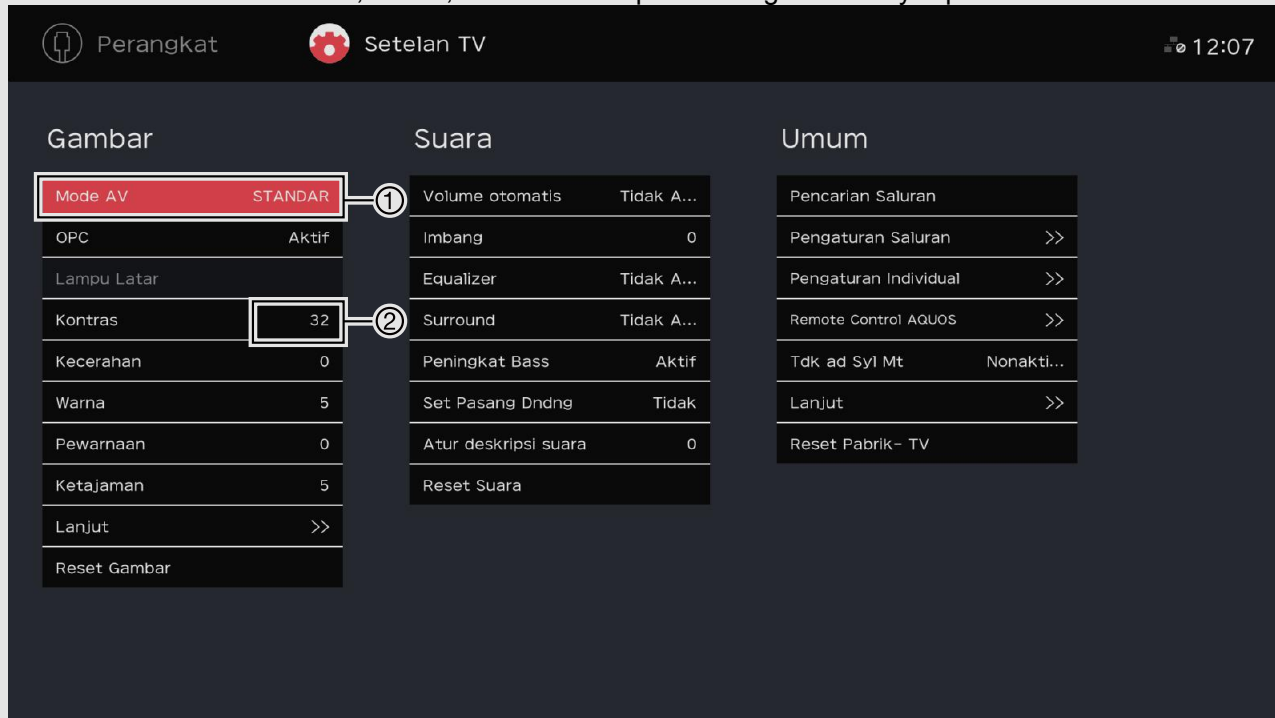 Perangkat
Setelan TV
12:07
Gambar
Mode AV STANDAR
①
OPC Aktif
Lampu Latar
Kontras 32
②
Kecerahan 0
Warna 5
Pewarnaan 0
Ketajaman 5
Lanjut >>
Reset Gambar
Suara
Volume otomatis Tidak A...
Imbang 0
Equalizer Tidak A...
Surround Tidak A...
Peningkat Bass Aktif
Set Pasang Dndng Tidak
Atur deskripsi suara 0
Reset Suara
Umum
Pencarian Saluran
Pengaturan Saluran >>
Pengaturan Individual >>
Remote Control AQUOS >>
Tdk ad Syl Mt Nonakti...
Lanjut >>
Reset Pabrik- TV